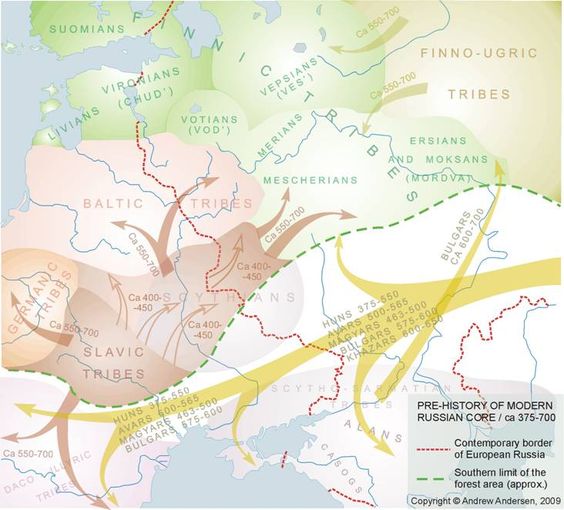 SUOMIANS
FINNIC TRIBES
Ca 550-700
FINNO-UGRIC
TRIBES
VIRONIANS
(CHUD')
VEPSIANS
(VES')
Ca 550-700
LIVIANS
VOTIANS
(VOD')
MERIANS
ERSIANS
AND MOKSANS
(MORDVA)
MESCHERIANS
BALTIC TRIBES
Ca 550-700
Ca 550-700
BULGARS
CA 600-700
GERMANIC
TRIBES
Ca 400-
-450
Ca 400-
-450
SCYTHIANS
Ca 400-
-450
Ca 550-700
SLAVIC
TRIBES
HUNS 375-550
AVARS 500-565
MAGYARS 463-500
BULGARS 575-600
KHAZARS 600-650
HUNS 375-550
AVARS 500-565
MAGYARS 463-500
BULGARS 575-600
SCYTHO-SARMATIAN
TRIBES
ALANS
CASOGS
Ca 550-700
DACO-ILLYRIC
TRIBES
PRE-HISTORY OF MODERN
RUSSIAN CORE / ca 375-700
Contemporary border
of European Russia
Southern limit of the
forest area (approx.)
Copyright © Andrew Andersen, 2009